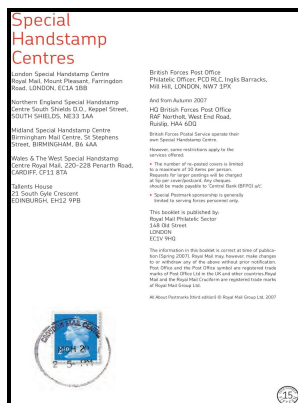 Special
Handstamp
Centres
London Special Handstamp Centre
Royal Mail, Mount Pleasant, Farringdon
Road, LONDON, EC1A 1BB
Northern England Special Handstamp
Centre South Shields D.O., Keppel Street,
SOUTH SHIELDS, NE33 1AA
Midland Special Handstamp Centre
Birmingham Mail Centre, St Stephens
Street, BIRMINGHAM, B6 4AA
Wales & The West Special Handstamp
Centre Royal Mail, 220-228 Penarth Road,
CARDIFF, CF11 8TA
Tallents House
21 South Gyle Crescent
EDINBURGH, EH12 9PB
British Forces Post Office
Philatelic Officer, PCD RLC, Inglis Barracks,
Mill Hill, LONDON, NW7 1PX
And from Autumn 2007
HQ British Forces Post Office
RAF Northolt, West End Road,
Ruislip, HA4 6DQ
British Forces Postal Service operate their
own Special Handstamp Centre.
However, some restrictions apply to the
services offered:
• The number of re-posted covers is limited
to a maximum of 10 items per person.
Requests for larger postings will be charged
at 5p per cover/postcard. Any cheques
should be made payable to 'Central Bank (BFPO) a/c'
• Special Postmark sponsorship is generally
limited to serving forces personnel only.
This booklet is published by:
Royal Mail Philatelic Sector
148 Old Street
LONDON
EC1V 9HQ
The information in this booklet is correct at time of publica-
tion (Spring 2007). Royal Mail may, however, make changes
to or withdraw any of the above without prior notification.
Post Office and the Post Office symbol are registered trade
marks of Post Office Ltd in the UK and other countries. Royal
Mail and the Royal Mail Cruciform are registered trade marks
of Royal Mail Group Ltd.
All About Postmarks (third edition) © Royal Mail Group Ltd. 2007
15